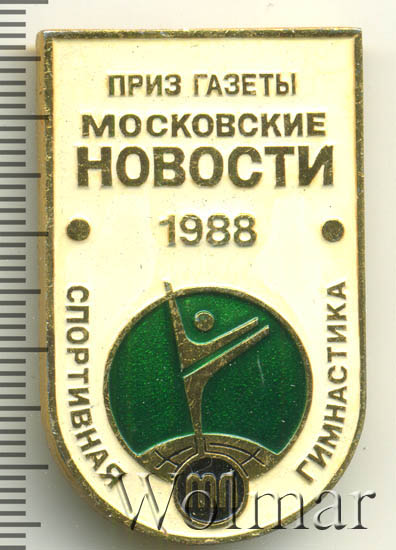 ПРИЗ ГАЗЕТЫ
МОСКОВСКИЕ
НОВОСТИ
• 1988 •
СПОРТИВНАЯ
ГИМНАСТИКА
Wolmar